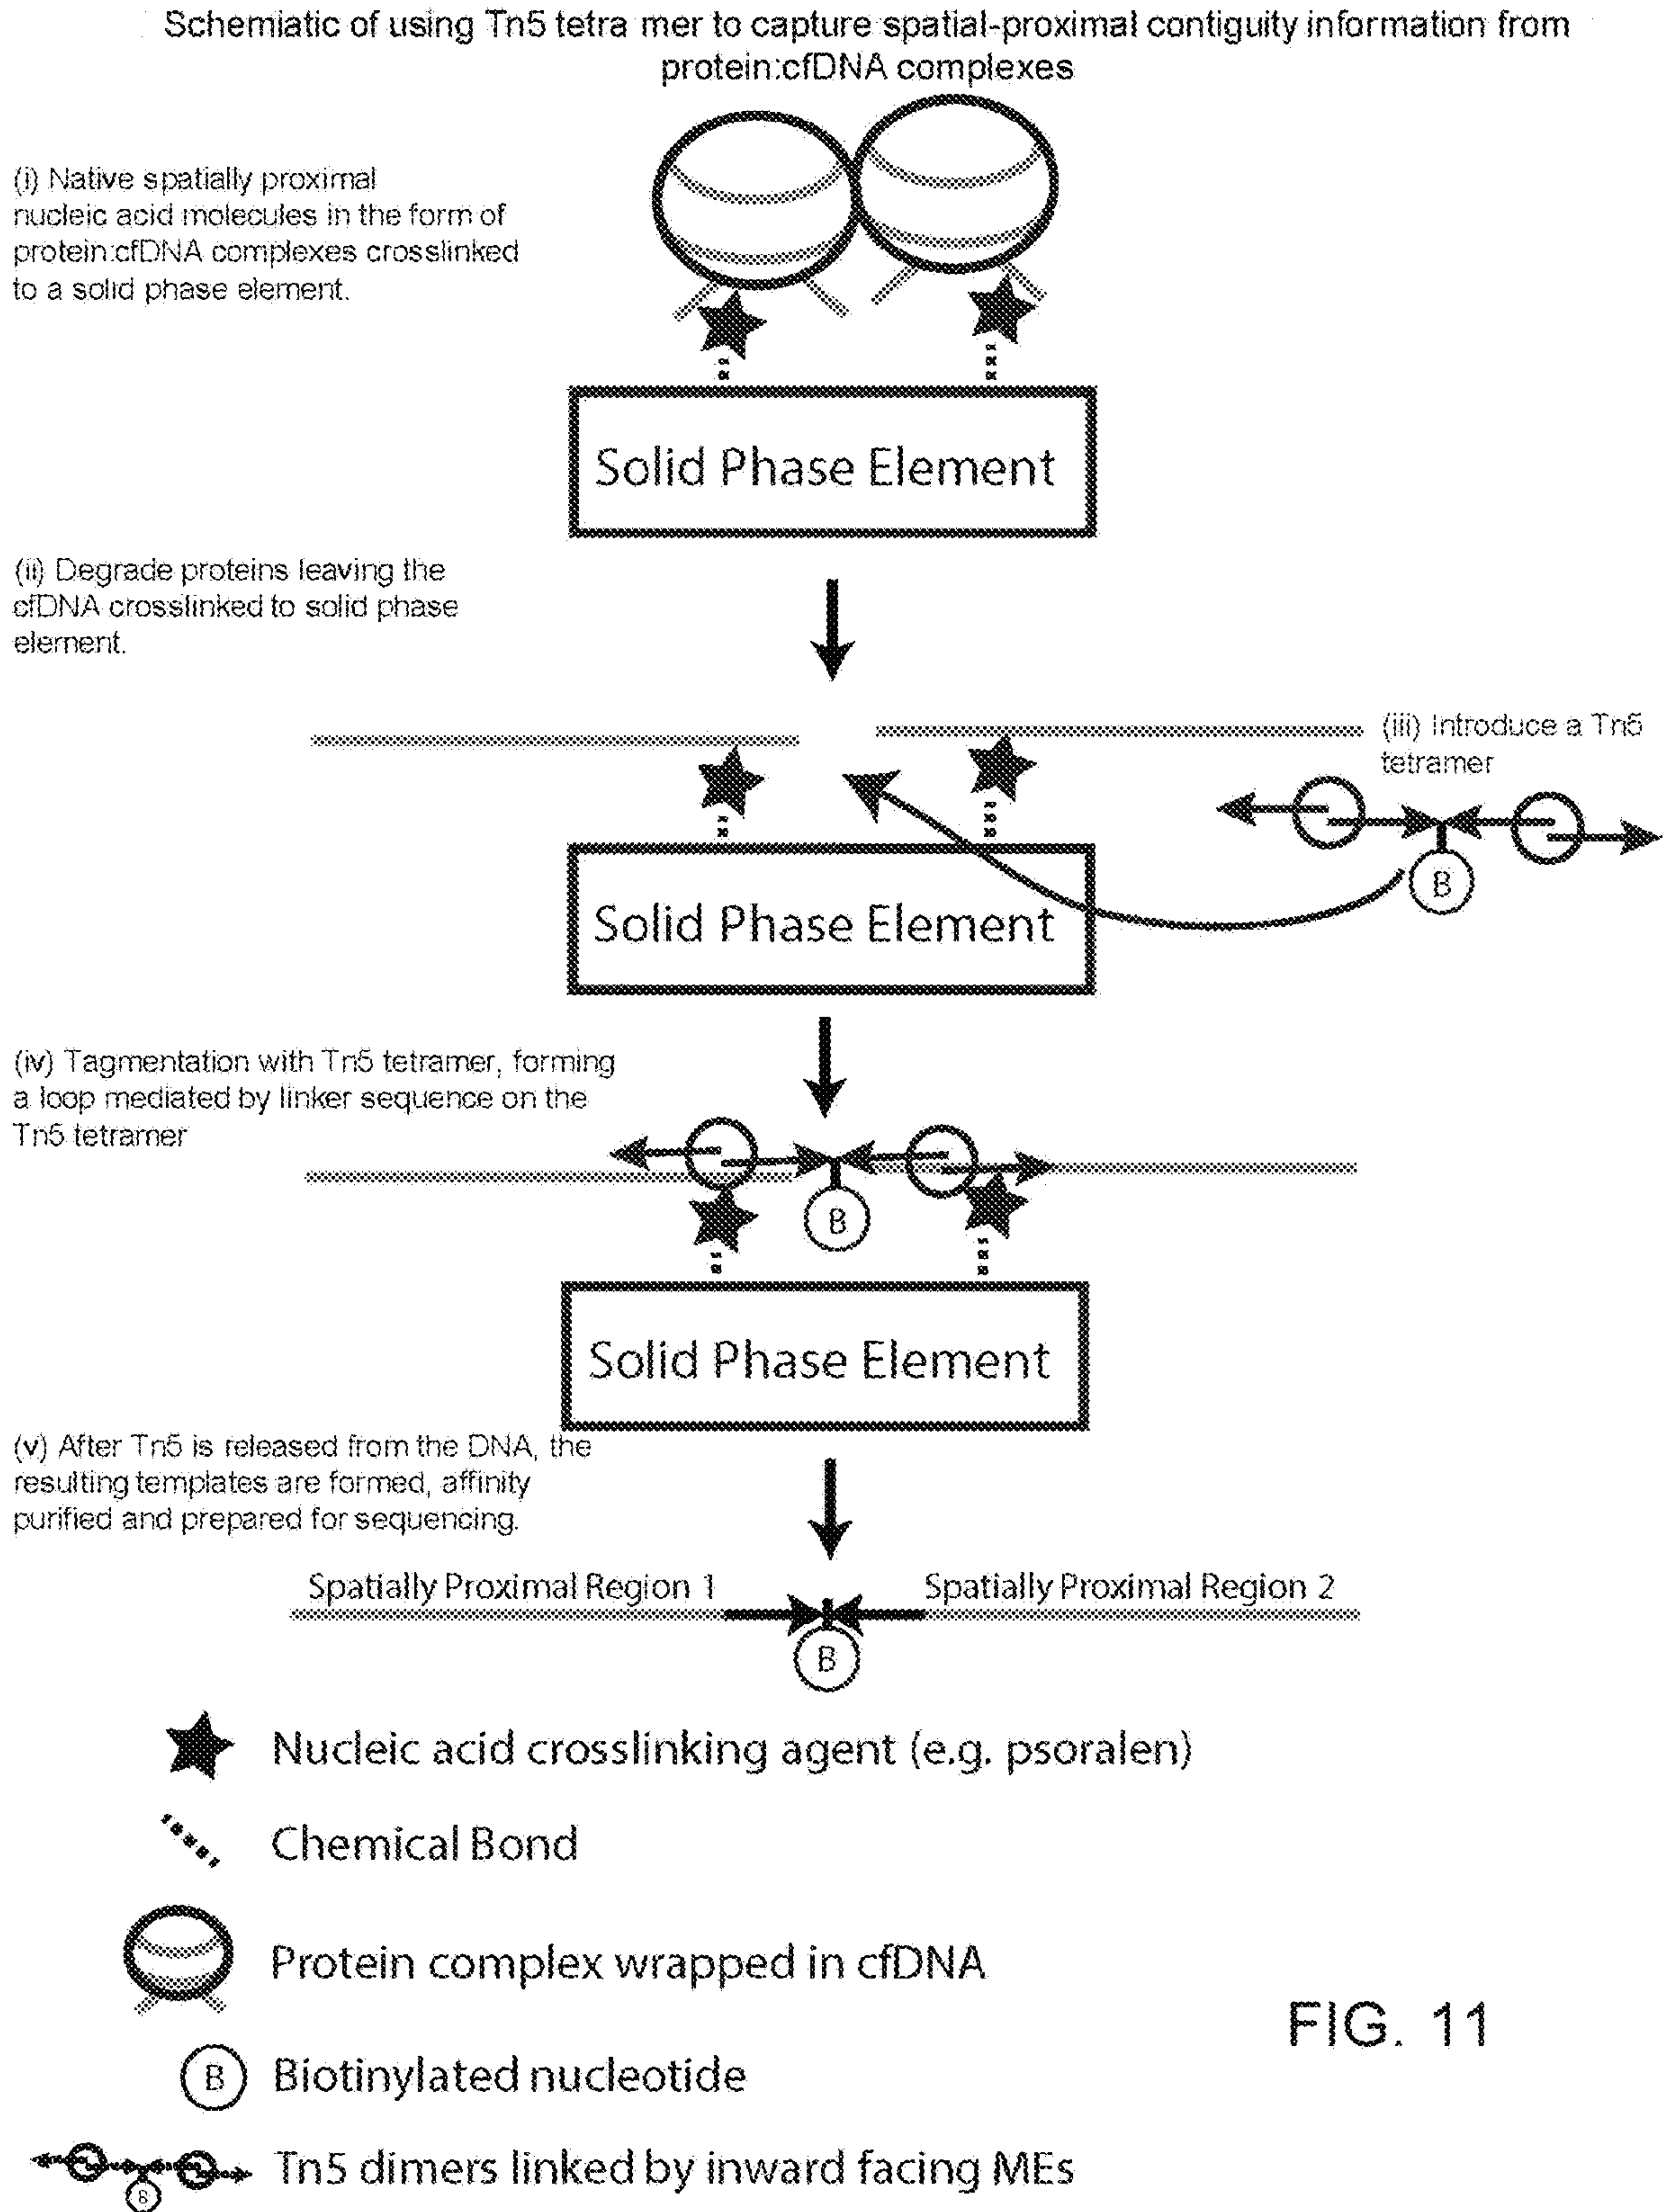 Schemiatic of using Tn5 tetra mer to capture spatial-proximal contiguity information from
protein:cfDNA complexes
(i) Native spatially proximal
nucleic acid molecules in the form of
protein:cfDNA complexes crosslinked
to a solid phase element.
Solid Phase Element
(ii) Degrade proteins leaving the
cfDNA crosslinked to solid phase
element.
(iii) Introduce a Tn5
tetramer
B
Solid Phase Element
(iv) Tagmentation with Tn5 tetramer, forming
a loop mediated by linker sequence on the
Tn5 tetramer
B
Solid Phase Element
(v) After Tn5 is released from the DNA, the
resulting templates are formed, affinity
purified and prepared for sequencing.
Spatially Proximal Region 1
Spatially Proximal Region 2
B
Nucleic acid crosslinking agent (e.g. psoralen)
Chemical Bond
Protein complex wrapped in cfDNA
FIG. 11
B
Biotinylated nucleotide
B
Tn5 dimers linked by inward facing MEs